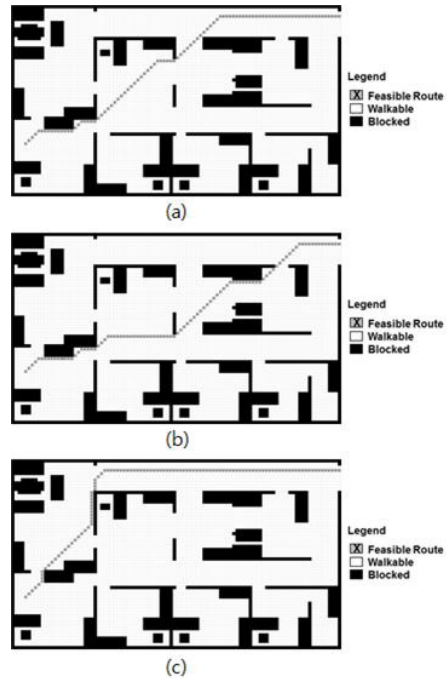 Legend
X Feasible Route
Walkable
Blocked
(a)
Legend
X Feasible Route
Walkable
Blocked
(b)
Legend
X Feasible Route
Walkable
Blocked
(c)